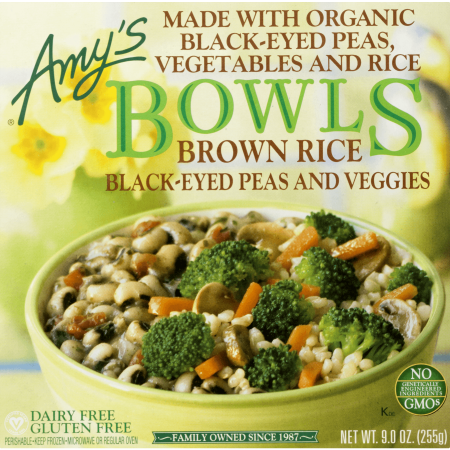 Amy's
®
MADE WITH ORGANIC
BLACK-EYED PEAS,
VEGETABLES AND RICE
BOWLS
BROWN RICE
BLACK-EYED PEAS AND VEGGIES
NO
GENETICALLY
ENGINEERED
INGREDIENTS
GMOs
DAIRY FREE
GLUTEN FREE
PERISHABLE•KEEP FROZEN•MICROWAVE OR REGULAR OVEN
FAMILY OWNED SINCE 1987
NET WT. 9.0 OZ. (255g)